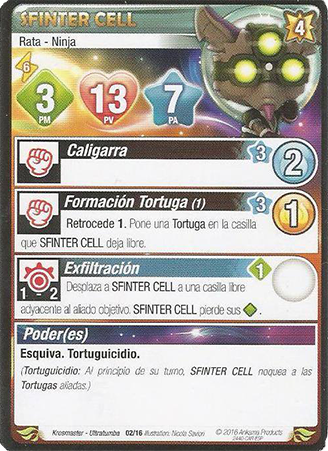 SFINTER CELL
4
Rata - Ninja
6
3
PM
13
PV
7
PA
Caligarra
3
2
Formación Tortuga (1)
3
1
Retrocede 1. Pone una Tortuga en la casilla
que SFINTER CELL deja libre.
Exfiltración
1
1 - 2
Desplaza a SFINTER CELL a una casilla libre
adyacente al aliado objetivo. SFINTER CELL pierde sus .
Poder(es)
Esquiva. Tortuguicidio.
(Tortuguicidio: Al principio de su turno, SFINTER CELL noquea a las
Tortugas aliadas.)
Krosmaster - Ultratumba 02/16 Illustration: Nicola Saviori
© 2016 Ankama Products